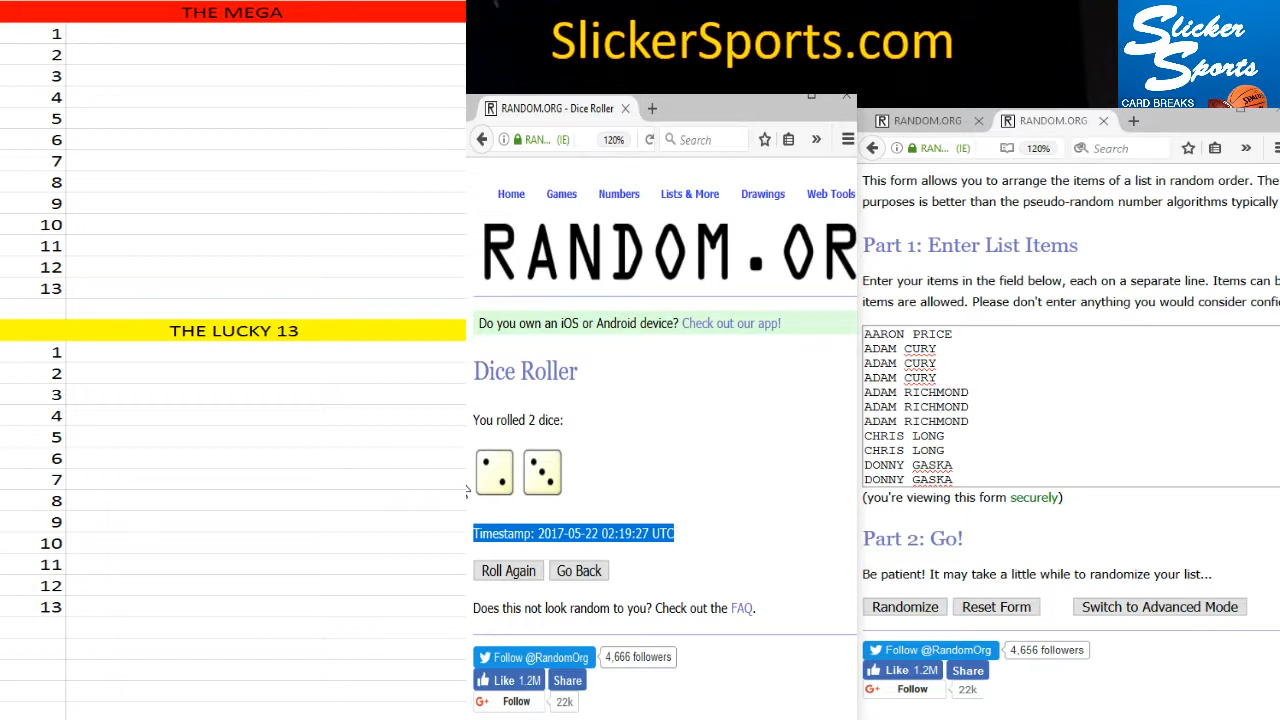 THE MEGA
1
2
3
4
5
6
7
8
9
10
11
12
13
THE LUCKY 13
1
2
3
4
5
6
7
8
9
10
11
12
13
SlickerSports.com
Slicker
Sports
CARD BREAKS
SPALDING
RANDOM.ORG - Dice Roller
RAN... (IE) 120% Search
Home Games Numbers Lists & More Drawings Web Tools
RANDOM.OR
Do you own an iOS or Android device? Check out our app!
Dice Roller
You rolled 2 dice:
Timestamp: 2017-05-22 02:19:27 UTC
Roll Again Go Back
Does this not look random to you? Check out the FAQ.
Follow @RandomOrg 4,666 followers
Like 1.2M Share
G+ Follow 22k
RANDOM.ORG RANDOM.ORG
RAN... (IE) 120% Search
This form allows you to arrange the items of a list in random order. The
purposes is better than the pseudo-random number algorithms typically
Part 1: Enter List Items
Enter your items in the field below, each on a separate line. Items can b
items are allowed. Please don't enter anything you would consider confi
AARON PRICE
ADAM CURY
ADAM CURY
ADAM CURY
ADAM RICHMOND
ADAM RICHMOND
ADAM RICHMOND
CHRIS LONG
CHRIS LONG
DONNY GASKA
DONNY GASKA
(you're viewing this form securely)
Part 2: Go!
Be patient! It may take a little while to randomize your list...
Randomize Reset Form Switch to Advanced Mode
Follow @RandomOrg 4,656 followers
Like 1.2M Share
G+ Follow 22k